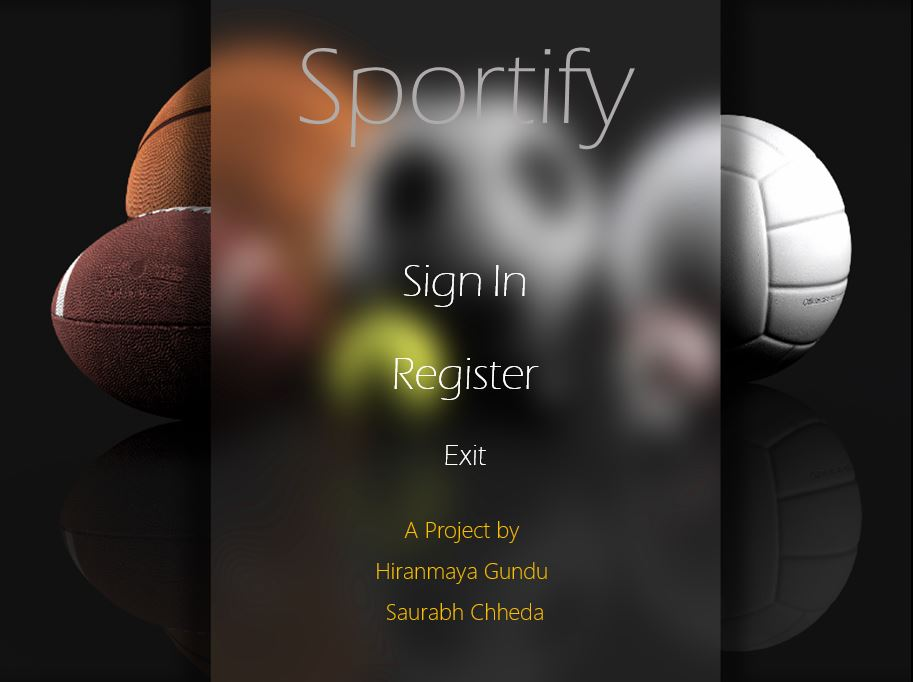 Sportify
Sign In
Register
Exit
A Project by
Hiranmaya Gundu
Saurabh Chheda